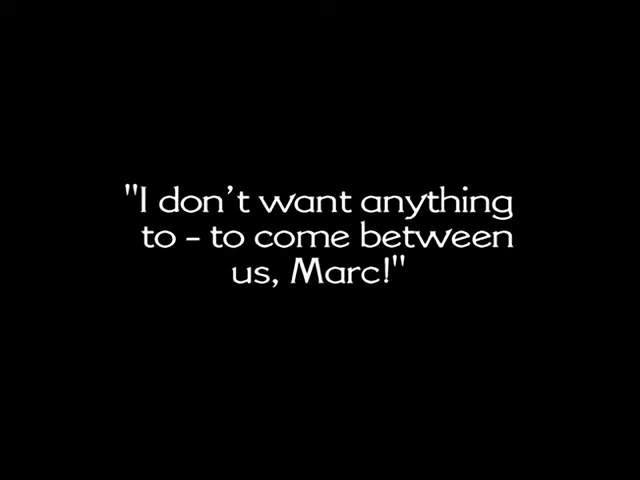 "I don't want anything
to - to come between
us, Marc!"